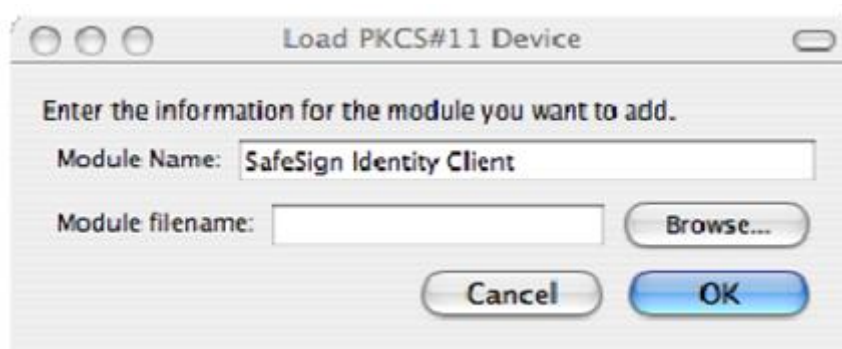 Load PKCS#11 Device
Enter the information for the module you want to add.
Module Name: SafeSign Identity Client
Module filename: Browse...
Cancel OK